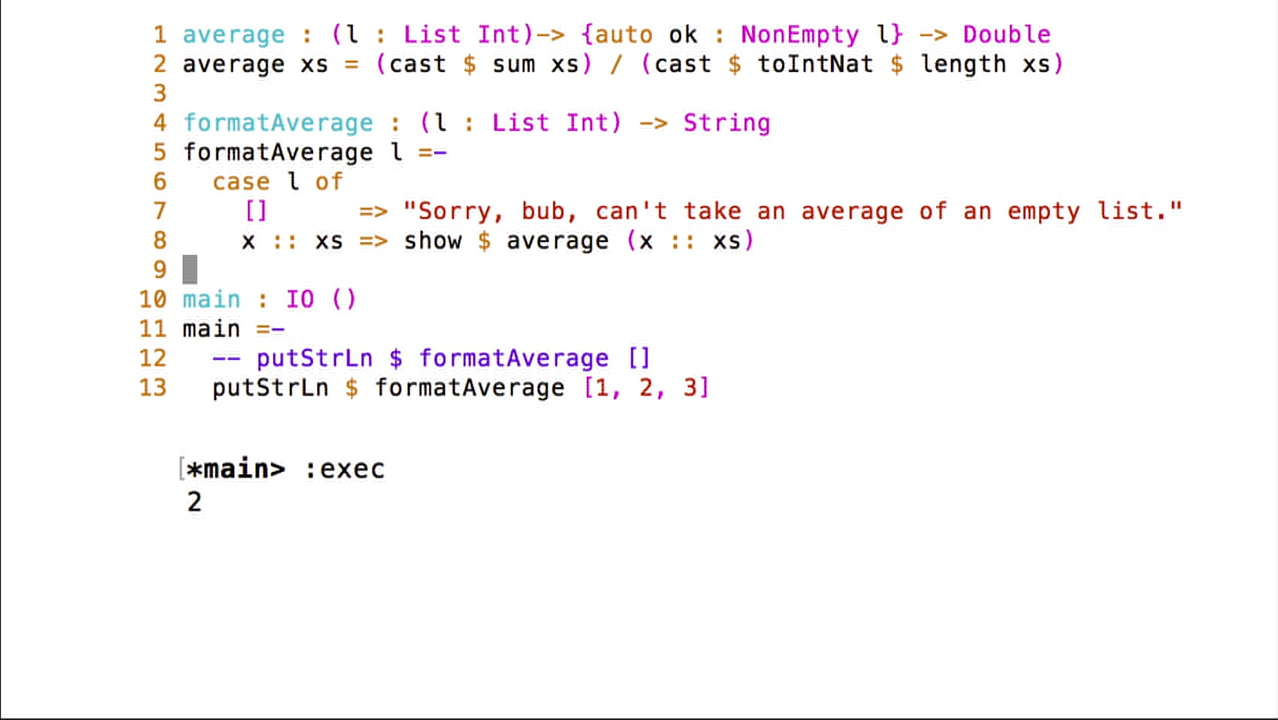 1 average : (l : List Int)-> {auto ok : NonEmpty l} -> Double
2 average xs = (cast $ sum xs) / (cast $ toIntNat $ length xs)
3
4 formatAverage : (l : List Int) -> String
5 formatAverage l =-
6   case l of
7     []      => "Sorry, bub, can't take an average of an empty list."
8     x :: xs => show $ average (x :: xs)
9
10 main : IO ()
11 main =-
12   -- putStrLn $ formatAverage []
13   putStrLn $ formatAverage [1, 2, 3]
[*main> :exec
2